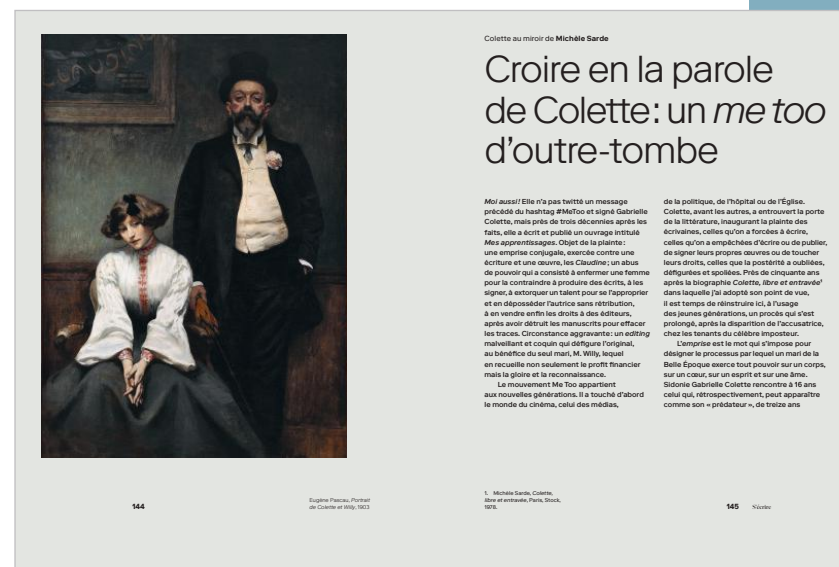 Colette au miroir de Michèle Sarde
Croire en la parole
de Colette : un me too
d’outre-tombe
Moi aussi ! Elle n’a pas twitté un message
précédé du hashtag #MeToo et signé Gabrielle
Colette, mais près de trois décennies après les
faits, elle a écrit et publié un ouvrage intitulé
Mes apprentissages. Objet de la plainte :
une emprise conjugale, exercée contre une
écriture et une œuvre, les Claudine ; un abus
de pouvoir qui a consisté à enfermer une femme
pour la contraindre à produire des écrits, à les
signer, à extorquer un talent pour se l’approprier
et en déposséder l’autrice sans rétribution,
à en vendre enfin les droits à des éditeurs,
après avoir détruit les manuscrits pour effacer
les traces. Circonstance aggravante : un editing
malveillant et coquin qui défigure l’original,
au bénéfice du seul mari, M. Willy, lequel
en recueille non seulement le profit financier
mais la gloire et la reconnaissance.
Le mouvement Me Too appartient
aux nouvelles générations. Il a touché d’abord
le monde du cinéma, celui des médias,
de la politique, de l’hôpital ou de l’Église.
Colette, avant les autres, a entrouvert la porte
de la littérature, inaugurant la plainte des
écrivaines, celles qu’on a forcées à écrire,
celles qu’on a empêchées d’écrire ou de publier,
de signer leurs propres œuvres ou de toucher
leurs droits, celles que la postérité a oubliées,
défigurées et spoliées. Près de cinquante ans
après la biographie Colette, libre et entravée¹
dans laquelle j’ai adopté son point de vue,
il est temps de réinstruire ici, à l’usage
des jeunes générations, un procès qui s’est
prolongé, après la disparition de l’accusatrice,
chez les tenants du célèbre imposteur.
L’emprise est le mot qui s’impose pour
désigner le processus par lequel un mari de la
Belle Époque exerce tout pouvoir sur un corps,
sur un cœur, sur un esprit et sur une âme.
Sidonie Gabrielle Colette rencontre à 16 ans
celui qui, rétrospectivement, peut apparaître
comme son « prédateur », de treize ans
1. Michèle Sarde, Colette,
libre et entravée, Paris, Stock,
1978.
144
Eugène Pascau, Portrait
de Colette et Willy, 1903
145